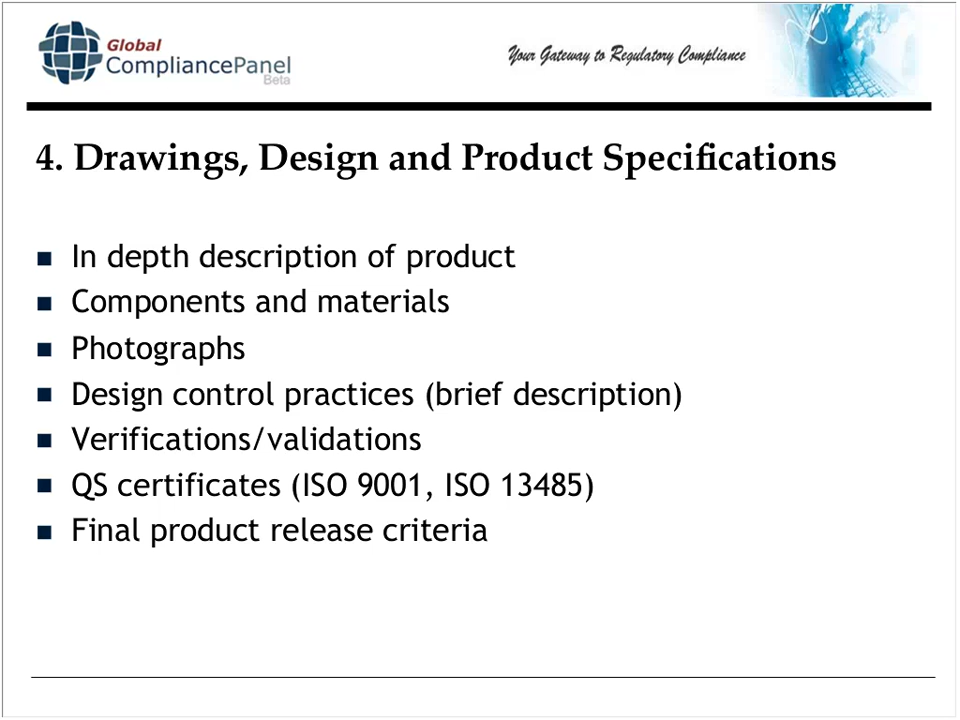 Global
CompliancePanel
Beta
Your Gateway to Regulatory Compliance
4. Drawings, Design and Product Specifications
In depth description of product
Components and materials
Photographs
Design control practices (brief description)
Verifications/validations
QS certificates (ISO 9001, ISO 13485)
Final product release criteria